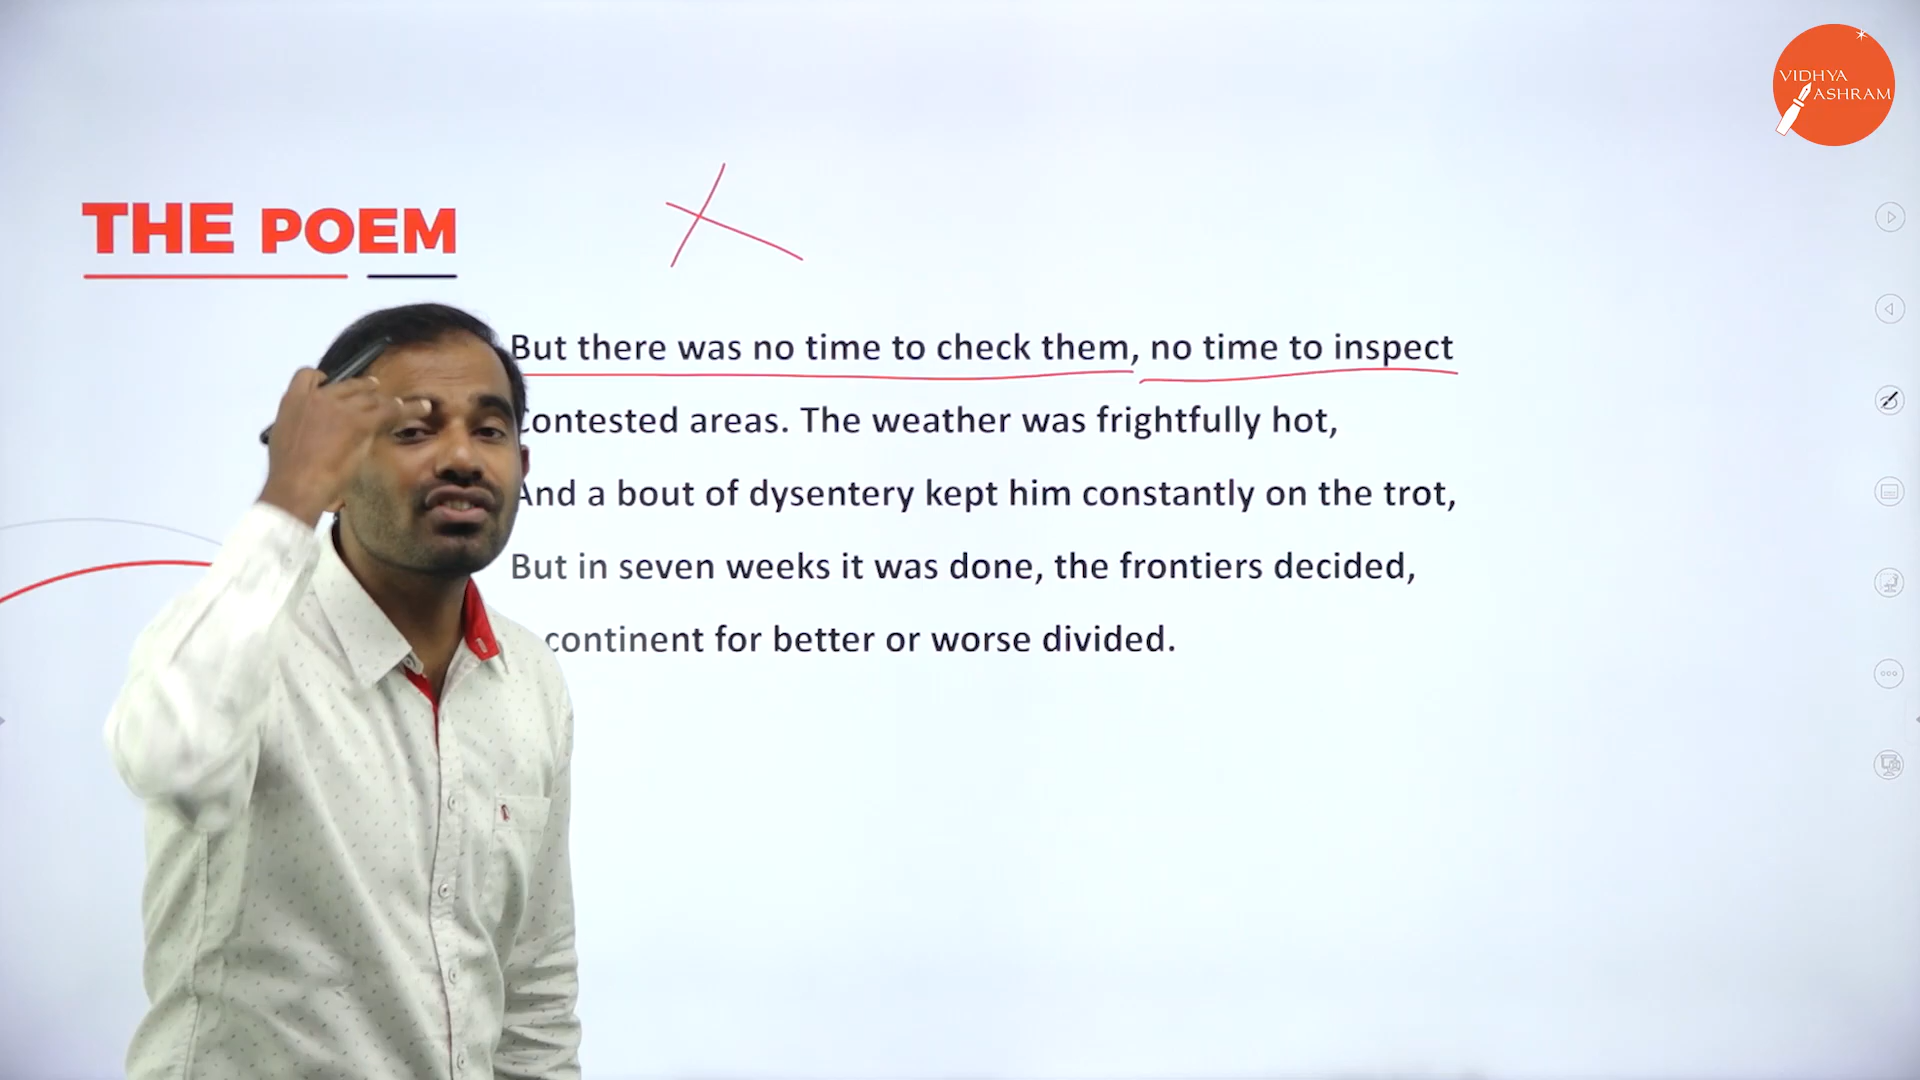 VIDHYA
ASHRAM
THE POEM
But there was no time to check them, no time to inspect
Contested areas. The weather was frightfully hot,
And a bout of dysentery kept him constantly on the trot,
But in seven weeks it was done, the frontiers decided,
continent for better or worse divided.